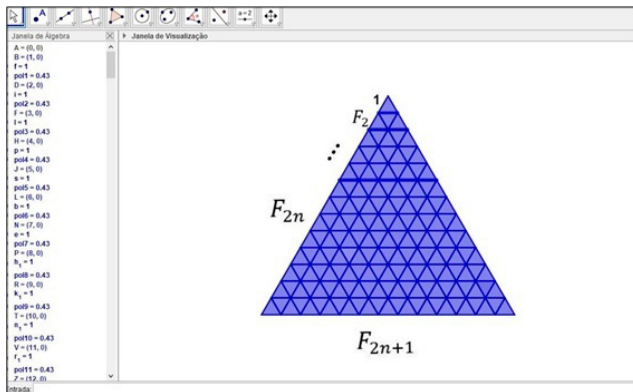 a=2
Janela de Álgebra
Janela de Visualização
A = (0, 0)
B = (1, 0)
f = 1
pol1 = 0.43
D = (2, 0)
i = 1
pol2 = 0.43
F = (3, 0)
l = 1
pol3 = 0.43
H = (4, 0)
p = 1
pol4 = 0.43
J = (5, 0)
s = 1
pol5 = 0.43
L = (6, 0)
b = 1
pol6 = 0.43
N = (7, 0)
e = 1
pol7 = 0.43
P = (8, 0)
h₁ = 1
pol8 = 0.43
R = (9, 0)
k₁ = 1
pol9 = 0.43
T = (10, 0)
n₁ = 1
pol10 = 0.43
V = (11, 0)
r₁ = 1
pol11 = 0.43
Z = (12, 0)
Entrada:
1
F₂
⋮
F₂ₙ
F₂ₙ₊₁